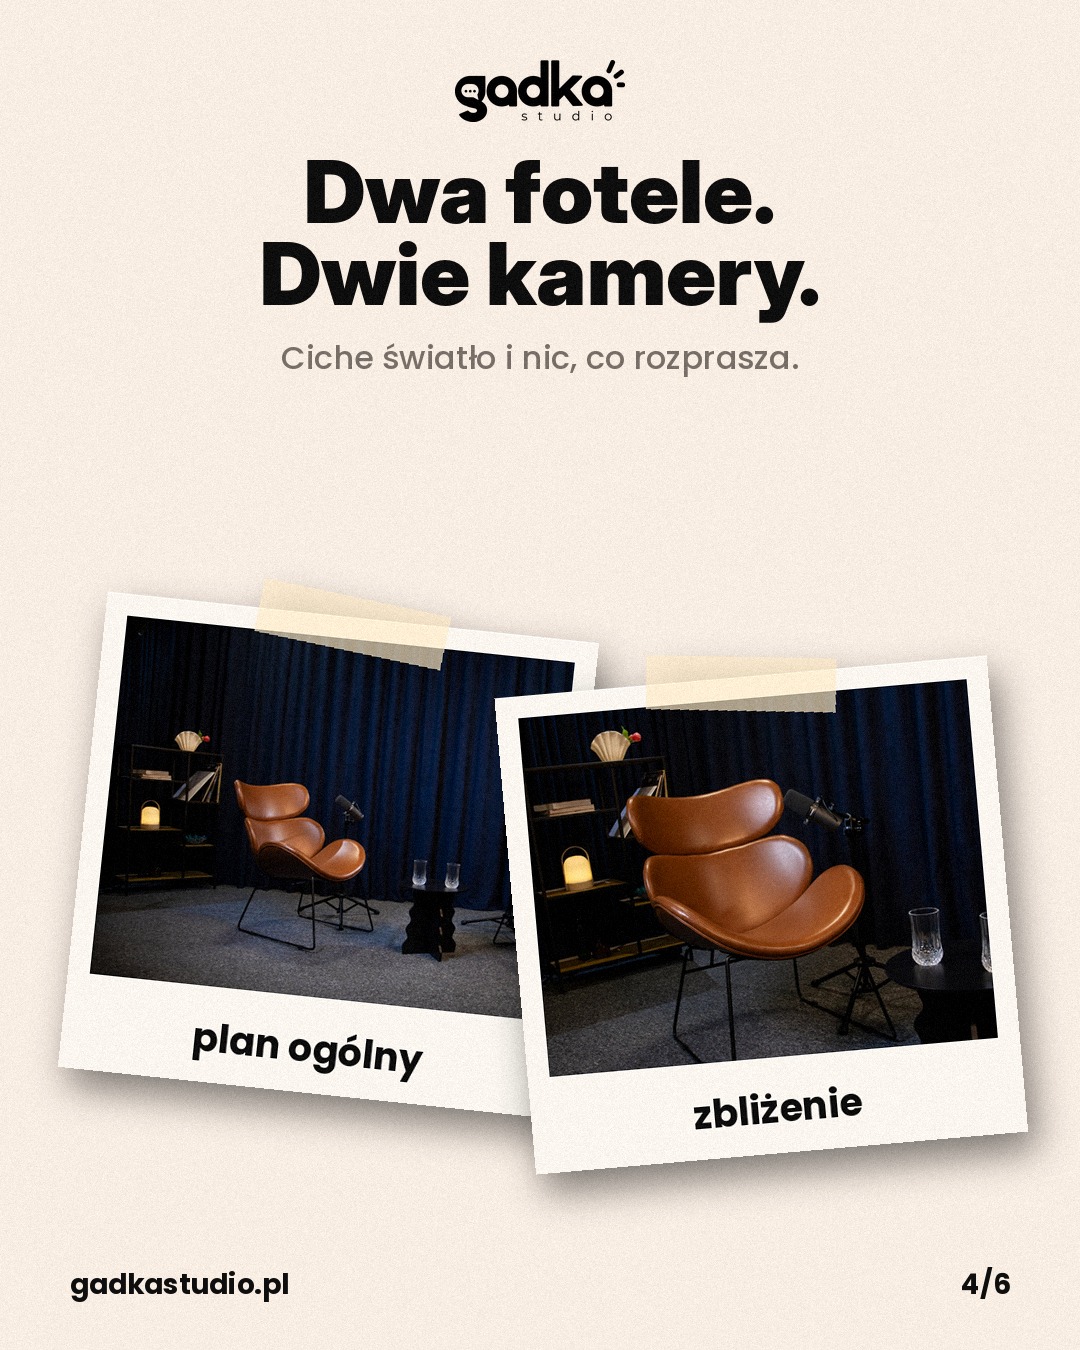 gadka
studio
Dwa fotele.
Dwie kamery.
Ciche światło i nic, co rozprasza.
plan ogólny
zbliżenie
gadkastudio.pl
4/6